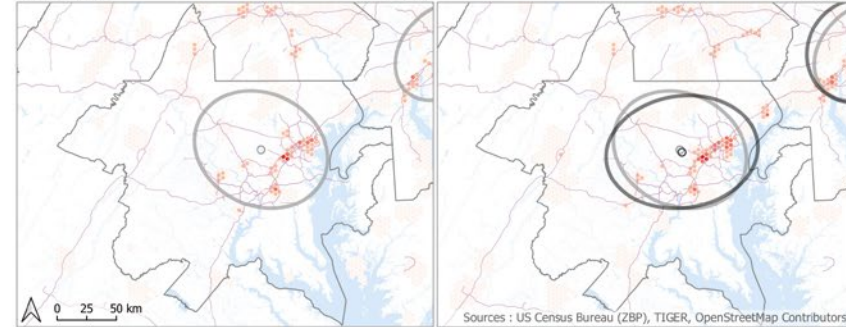 0 25 50 km
Sources : US Census Bureau (ZBP), TIGER, OpenStreetMap Contributors